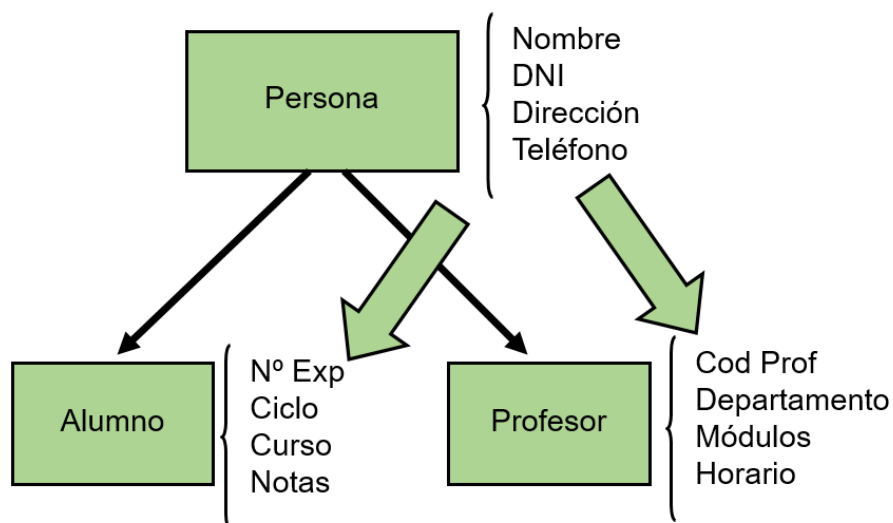 Persona
Nombre
DNI
Dirección
Teléfono
Alumno
Nº Exp
Ciclo
Curso
Notas
Profesor
Cod Prof
Departamento
Módulos
Horario